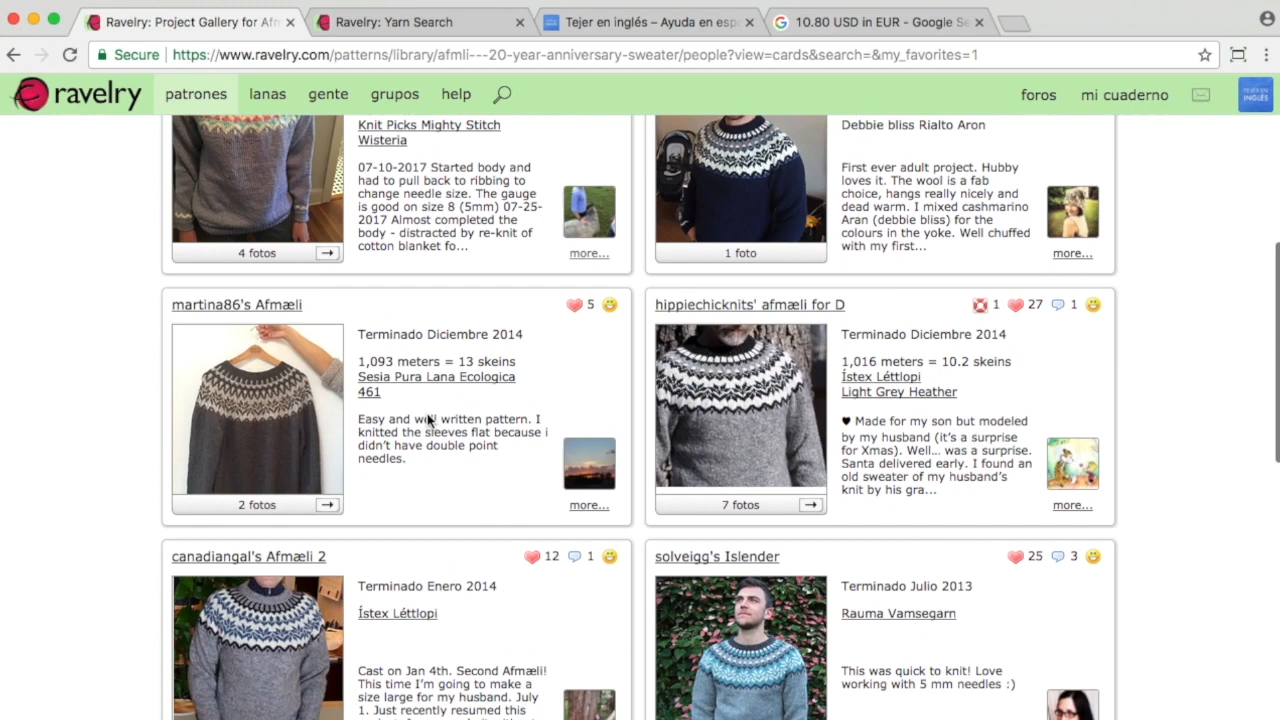 Ravelry: Project Gallery for Afm
Ravelry: Yarn Search
Tejer en inglés – Ayuda en esp
10.80 USD in EUR - Google Se
Secure
https://www.ravelry.com/patterns/library/afmli---20-year-anniversary-sweater/people?view=cards&search=&my_favorites=1
ravelry
patrones
lanas
gente
grupos
help
foros
mi cuaderno
TEJER EN
INGLÉS
Knit Picks Mighty Stitch
Wisteria
07-10-2017 Started body and
had to pull back to ribbing to
change needle size. The gauge
is good on size 8 (5mm) 07-25-
2017 Almost completed the
body - distracted by re-knit of
cotton blanket fo...
4 fotos
more...
Debbie bliss Rialto Aron
First ever adult project. Hubby
loves it. The wool is a fab
choice, hangs really nicely and
dead warm. I mixed cashmarino
Aran (debbie bliss) for the
colours in the yoke. Well chuffed
with my first...
1 foto
more...
martina86's Afmæli
5
Terminado Diciembre 2014
1,093 meters = 13 skeins
Sesia Pura Lana Ecologica
461
Easy and well written pattern. I
knitted the sleeves flat because i
didn't have double point
needles.
2 fotos
more...
hippiechicknits' afmæli for D
1
27
1
Terminado Diciembre 2014
1,016 meters = 10.2 skeins
Ístex Léttlopi
Light Grey Heather
♥ Made for my son but modeled
by my husband (it's a surprise
for Xmas). Well... was a surprise.
Santa delivered early. I found an
old sweater of my husband's
knit by his gra...
7 fotos
more...
canadiangal's Afmæli 2
12
1
Terminado Enero 2014
Ístex Léttlopi
Cast on Jan 4th. Second Afmæli!
This time I'm going to make a
size large for my husband. July
1. Just recently resumed this
solveigg's Islender
25
3
Terminado Julio 2013
Rauma Vamsegarn
This was quick to knit! Love
working with 5 mm needles :)